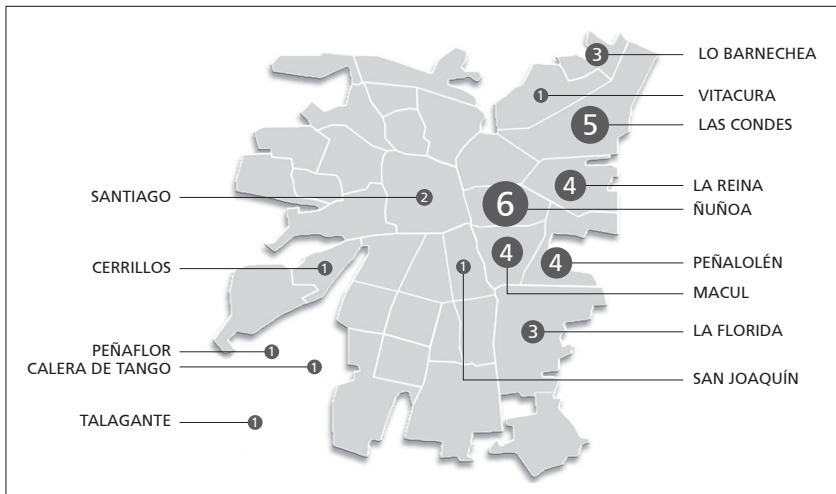 3 LO BARNECHEA
1 VITACURA
5 LAS CONDES
4 LA REINA
SANTIAGO 2
6 ÑUÑOA
4 PEÑALOLÉN
CERRILLOS 1
4 MACUL
3 LA FLORIDA
PEÑAFLOR 1
CALERA DE TANGO 1
1 SAN JOAQUÍN
TALAGANTE 1